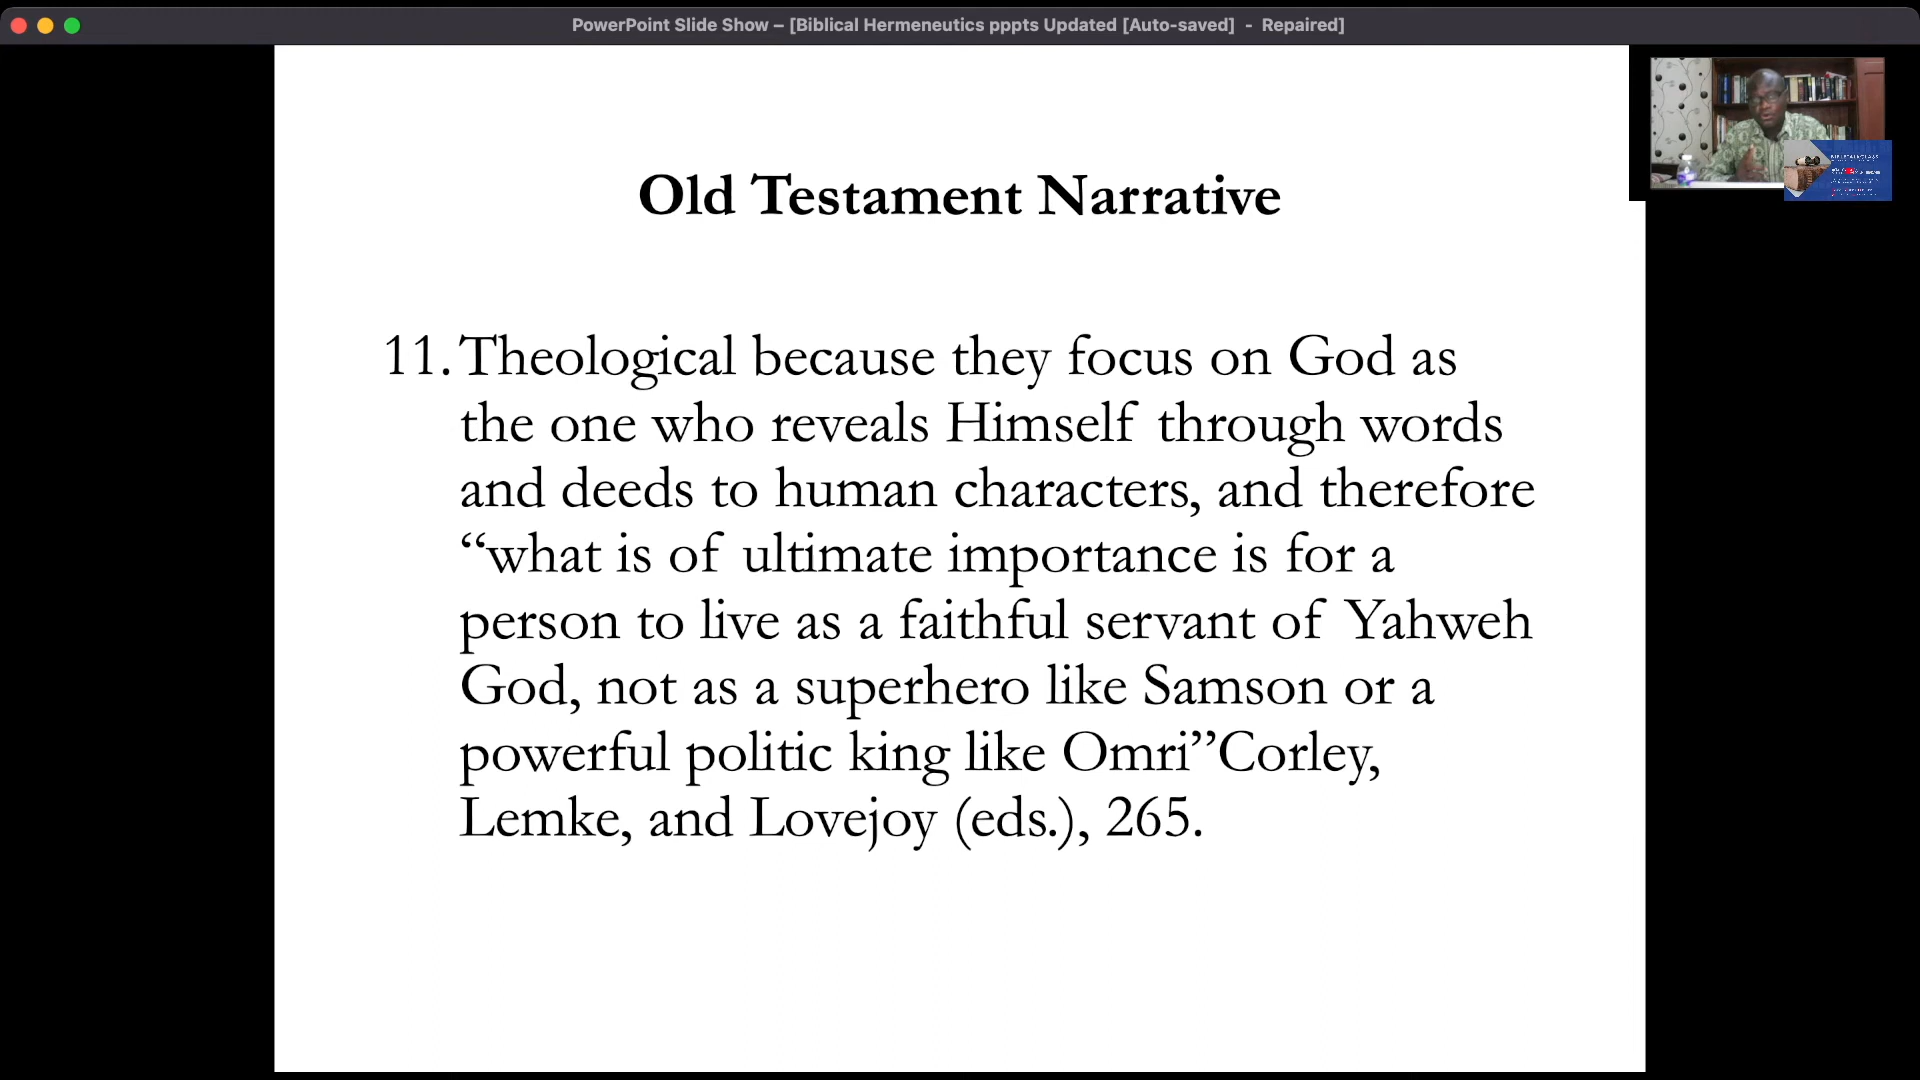 PowerPoint Slide Show – [Biblical Hermeneutics pppts Updated [Auto-saved]  -  Repaired]
Old Testament Narrative
11. Theological because they focus on God as
the one who reveals Himself through words
and deeds to human characters, and therefore
“what is of ultimate importance is for a
person to live as a faithful servant of Yahweh
God, not as a superhero like Samson or a
powerful politic king like Omri”Corley,
Lemke, and Lovejoy (eds.), 265.